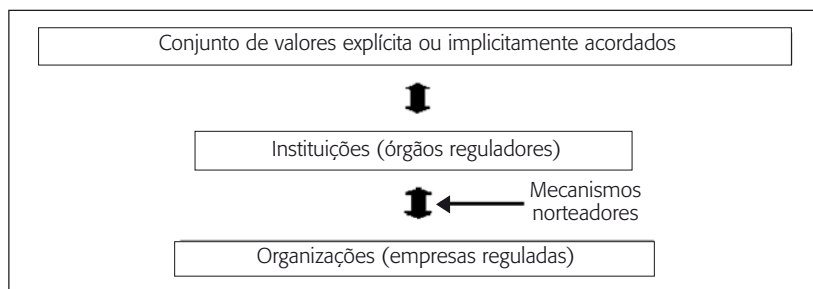 Conjunto de valores explícita ou implicitamente acordados
Instituições (órgãos reguladores)
Mecanismos
norteadores
Organizações (empresas reguladas)